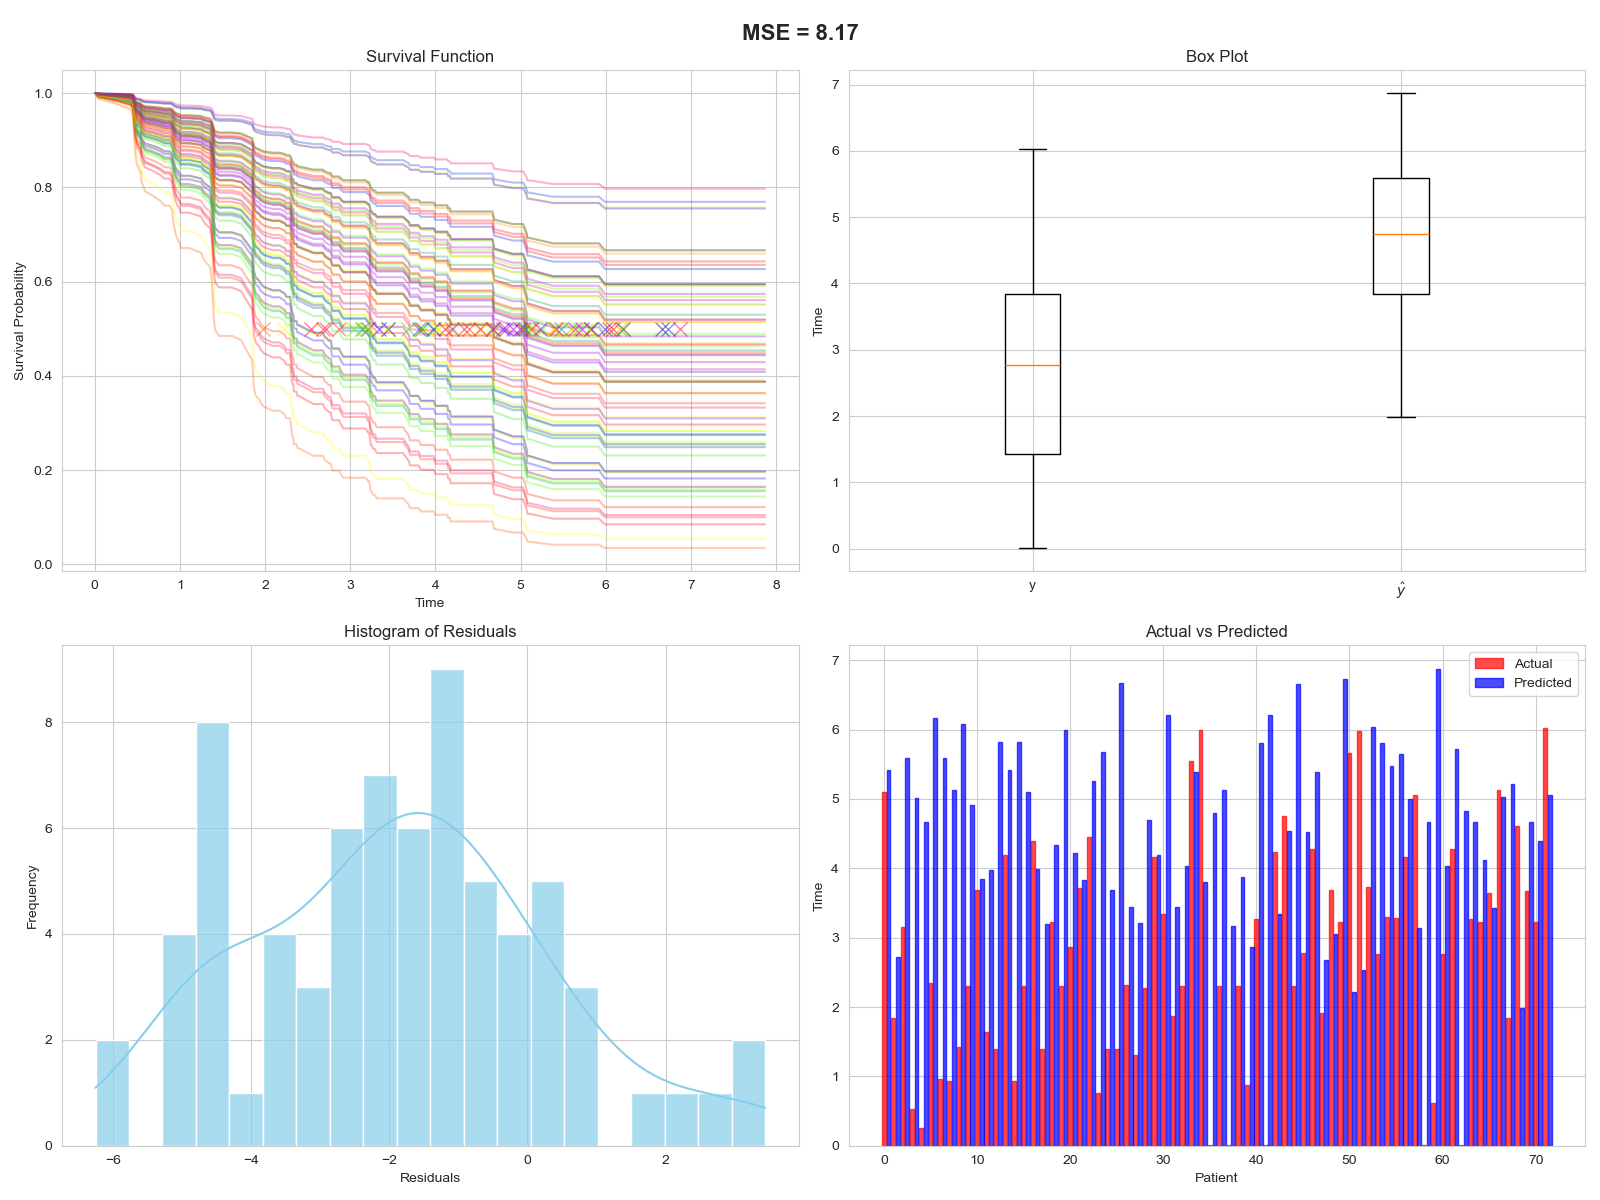 MSE = 8.17
Survival Function
1.0
0.8
0.6
0.4
0.2
0.0
Survival Probability
0 1 2 3 4 5 6 7 8
Time
Box Plot
7
6
5
4
3
2
1
0
Time
y ŷ
Histogram of Residuals
8
6
4
2
0
Frequency
−6 −4 −2 0 2
Residuals
Actual vs Predicted
7
6
5
4
3
2
1
0
Time
Actual
Predicted
0 10 20 30 40 50 60 70
Patient